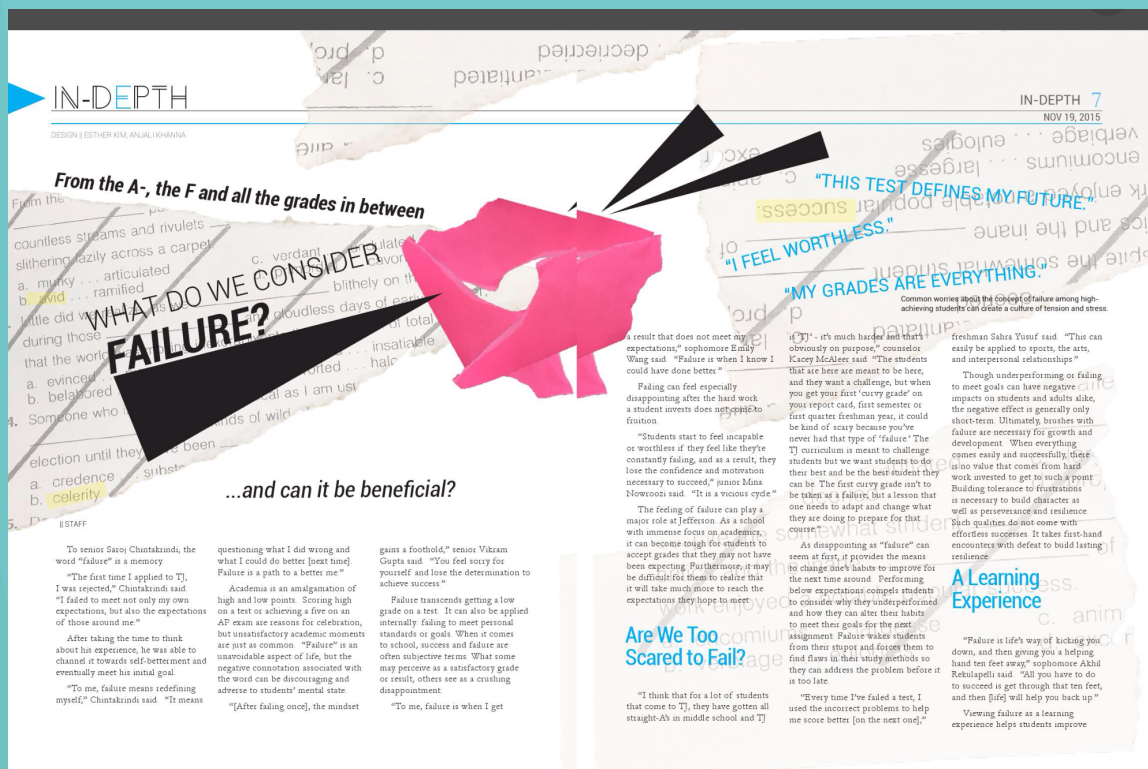 IN-DEPTH
DESIGN || ESTHER KIM, ANJALI KHANNA
IN-DEPTH 7
NOV 19, 2015
From the A-, the F and all the grades in between
WHAT DO WE CONSIDER
FAILURE?
...and can it be beneficial?
|| STAFF
"THIS TEST DEFINES MY FUTURE."
"I FEEL WORTHLESS."
"MY GRADES ARE EVERYTHING."
Common worries about the concept of failure among high-
achieving students can create a culture of tension and stress.
From the
countless streams and rivulets
slithering lazily across a carpet
a. murky . . . articulated
b. avid . . . ramified
c. verdant
blithely on
cloudless days of
during those
that the
insatiable
a. evinced
b. belabored
Someone who
kinds of wild
election until they been
a. credence
b. celerity
To senior Saroj Chintakrindi, the
word "failure" is a memory.
"The first time I applied to TJ,
I was rejected," Chintakrindi said.
"I failed to meet not only my own
expectations, but also the expectations
of those around me."
After taking the time to think
about his experience, he was able to
channel it towards self-betterment and
eventually meet his initial goal.
"To me, failure means redefining
myself," Chintakrindi said. "It means
questioning what I did wrong and
what I could do better [next time].
Failure is a path to a better me."
Academia is an amalgamation of
high and low points. Scoring high
on a test or achieving a five on an
AP exam are reasons for celebration,
but unsatisfactory academic moments
are just as common. "Failure" is an
unavoidable aspect of life, but the
negative connotation associated with
the word can be discouraging and
adverse to students' mental state.
"[After failing once], the mindset
gains a foothold," senior Vikram
Gupta said. "You feel sorry for
yourself and lose the determination to
achieve success."
Failure transcends getting a low
grade on a test. It can also be applied
internally: failing to meet personal
standards or goals. When it comes
to school, success and failure are
often subjective terms. What some
may perceive as a satisfactory grade
or result, others see as a crushing
disappointment.
"To me, failure is when I get
a result that does not meet my
expectations," sophomore Emily
Wang said. "Failure is when I know I
could have done better."
Failing can feel especially
disappointing after the hard work
a student invests does not come to
fruition.
"Students start to feel incapable
or worthless if they feel like they're
constantly failing, and as a result, they
lose the confidence and motivation
necessary to succeed," junior Mina
Nowroozi said. "It is a vicious cycle."
The feeling of failure can play a
major role at Jefferson. As a school
with immense focus on academics,
it can become tough for students to
accept grades that they may not have
been expecting. Furthermore, it may
be difficult for them to realize that
it will take much more to reach the
expectations they hope to meet.
Are We Too
Scared to Fail?
"I think that for a lot of students
that come to TJ, they have gotten all
straight-A's in middle school and TJ
is 'TJ' - it's much harder and that's
obviously on purpose," counselor
Kacey McAleer said. "The students
that are here are meant to be here,
and they want a challenge, but when
you get your first 'curvy grade' on
your report card, first semester or
first quarter freshman year, it could
be kind of scary because you've
never had that type of 'failure.' The
TJ curriculum is meant to challenge
students but we want students to do
their best and be the best student they
can be. The first curvy grade isn't to
be taken as a failure, but a lesson that
one needs to adapt and change what
they are doing to prepare for that
course."
As disappointing as "failure" can
seem at first, it provides the means
to change one's habits to improve for
the next time around. Performing
below expectations compels students
to consider why they underperformed
and how they can alter their habits
to meet their goals for the next
assignment. Failure wakes students
from their stupor and forces them to
find flaws in their study methods so
they can address the problem before it
is too late.
"Every time I've failed a test, I
used the incorrect problems to help
me score better [on the next one],"
freshman Sahra Yusuf said. "This can
easily be applied to sports, the arts,
and interpersonal relationships."
Though underperforming or failing
to meet goals can have negative
impacts on students and adults alike,
the negative effect is generally only
short-term. Ultimately, brushes with
failure are necessary for growth and
development. When everything
comes easily and successfully, there
is no value that comes from hard
work invested to get to such a point.
Building tolerance to frustrations
is necessary to build character as
well as perseverance and resilience.
Such qualities do not come with
effortless successes. It takes first-hand
encounters with defeat to build lasting
resilience.
A Learning
Experience
"Failure is life's way of kicking you
down, and then giving you a helping
hand ten feet away," sophomore Akhil
Rekulapelli said. "All you have to do
to succeed is get through that ten feet,
and then [life] will help you back up."
Viewing failure as a learning
experience helps students improve